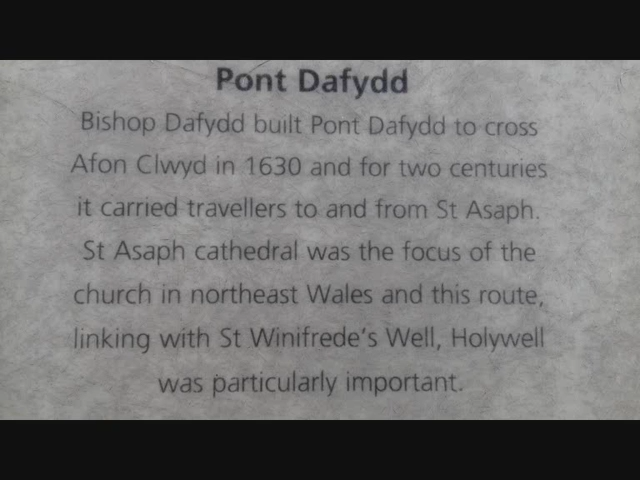 Pont Dafydd
Bishop Dafydd built Pont Dafydd to cross
Afon Clwyd in 1630 and for two centuries
it carried travellers to and from St Asaph.
St Asaph cathedral was the focus of the
church in northeast Wales and this route,
linking with St Winifrede's Well, Holywell
was particularly important.